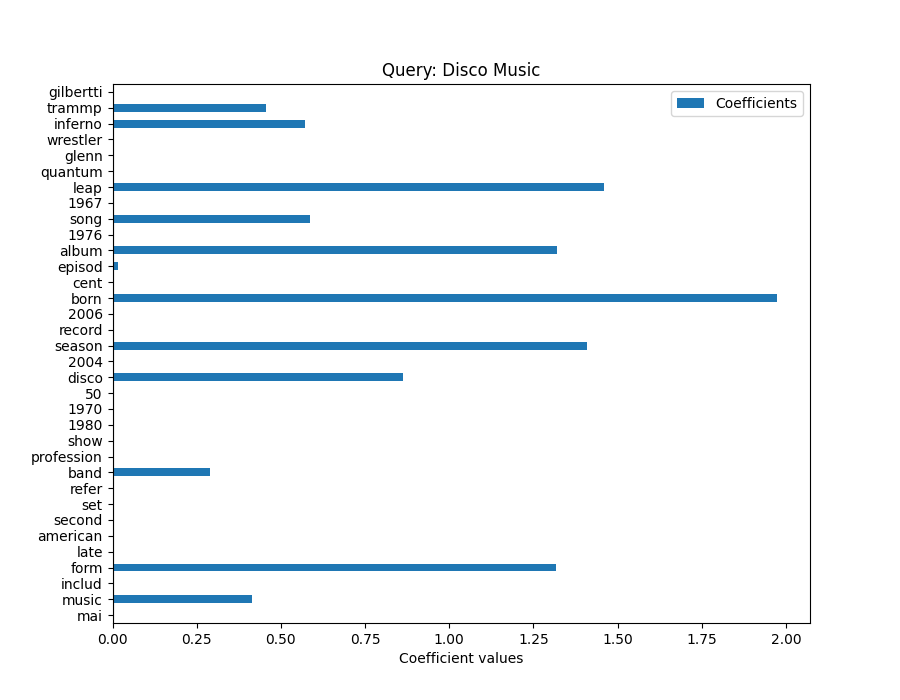 Query: Disco Music
Coefficients
gilbertti
trammp
inferno
wrestler
glenn
quantum
leap
1967
song
1976
album
episod
cent
born
2006
record
season
2004
disco
50
1970
1980
show
profession
band
refer
set
second
american
late
form
includ
music
mai
0.00 0.25 0.50 0.75 1.00 1.25 1.50 1.75 2.00
Coefficient values